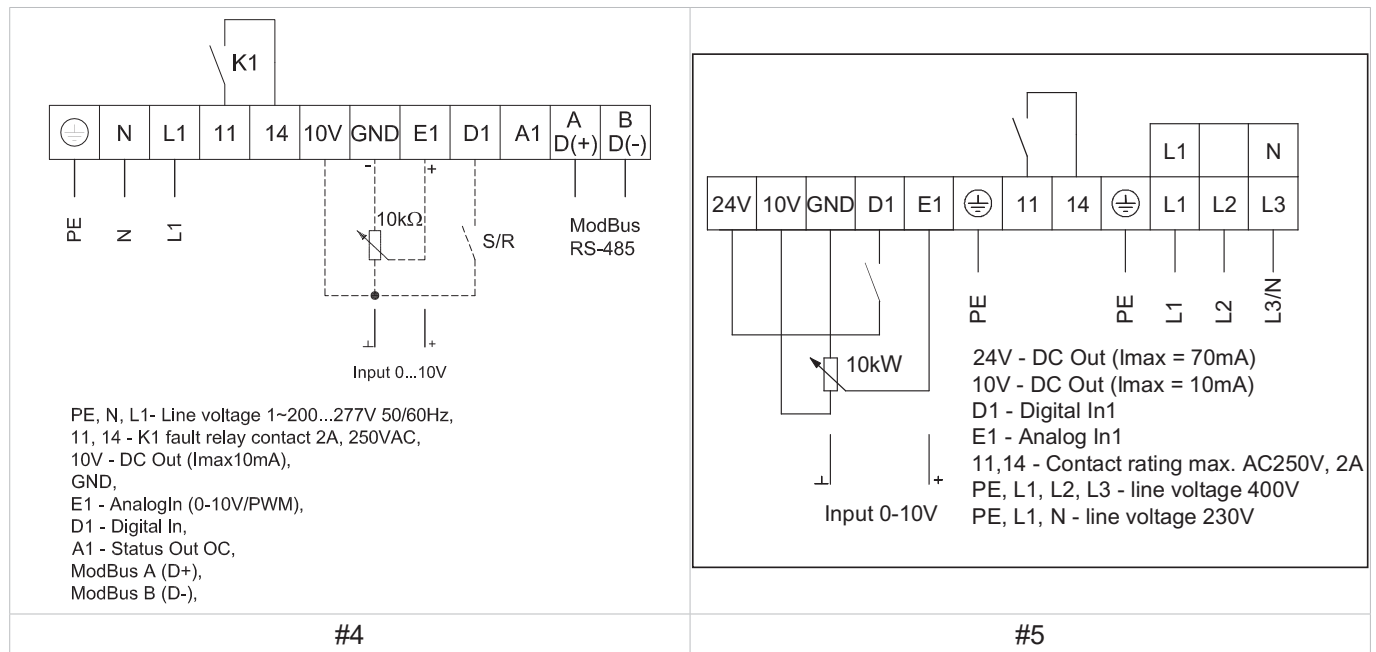 K1
N L1 11 14 10V GND E1 D1 A1 A D(+) B D(-)
- +
10kΩ
S/R
PE N L1
ModBus
RS-485
⊥ +
Input 0...10V
PE, N, L1- Line voltage 1~200...277V 50/60Hz,
11, 14 - K1 fault relay contact 2A, 250VAC,
10V - DC Out (Imax10mA),
GND,
E1 - AnalogIn (0-10V/PWM),
D1 - Digital In,
A1 - Status Out OC,
ModBus A (D+),
ModBus B (D-),
#4
L1 N
24V 10V GND D1 E1 11 14 L1 L2 L3
PE PE L1 L2 L3/N
10kW
⊥ +
Input 0-10V
24V - DC Out (Imax = 70mA)
10V - DC Out (Imax = 10mA)
D1 - Digital In1
E1 - Analog In1
11,14 - Contact rating max. AC250V, 2A
PE, L1, L2, L3 - line voltage 400V
PE, L1, N - line voltage 230V
#5